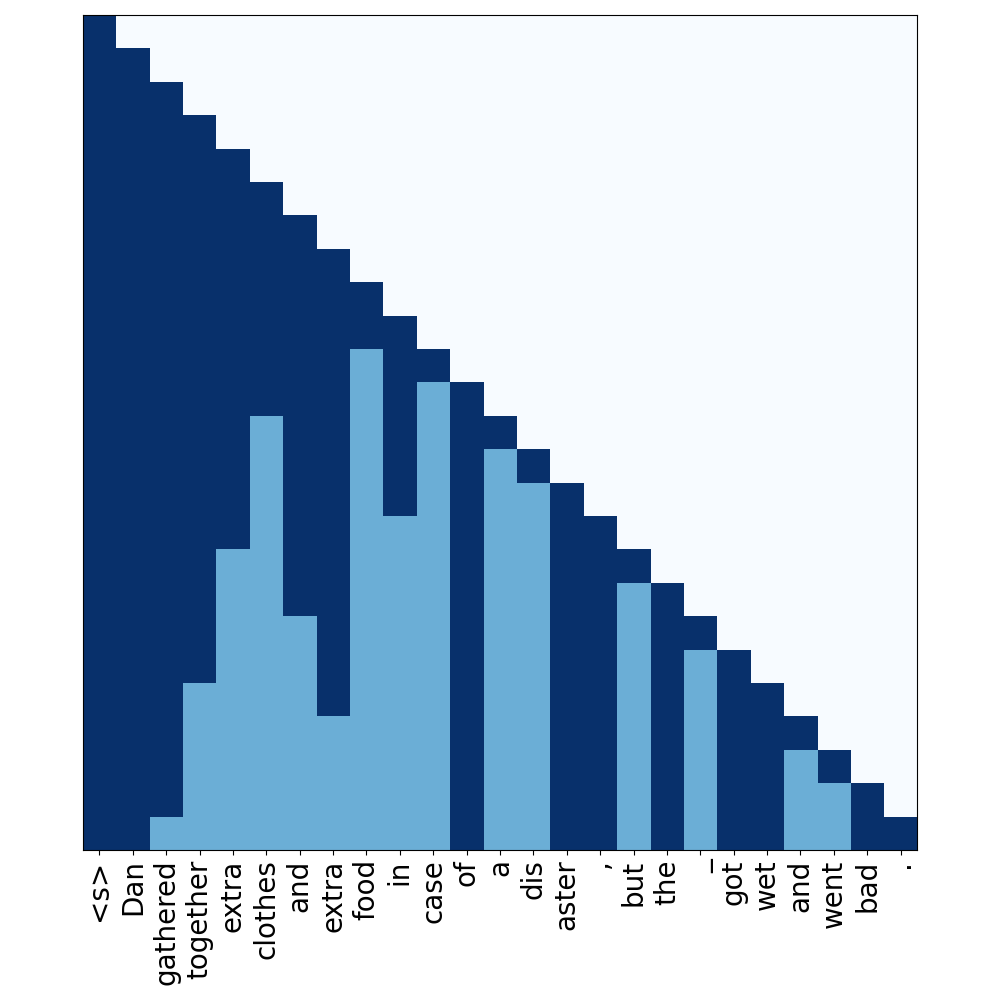 <s> Dan gathered together extra clothes and extra food in case of a dis aster , but the _ got wet and went bad .